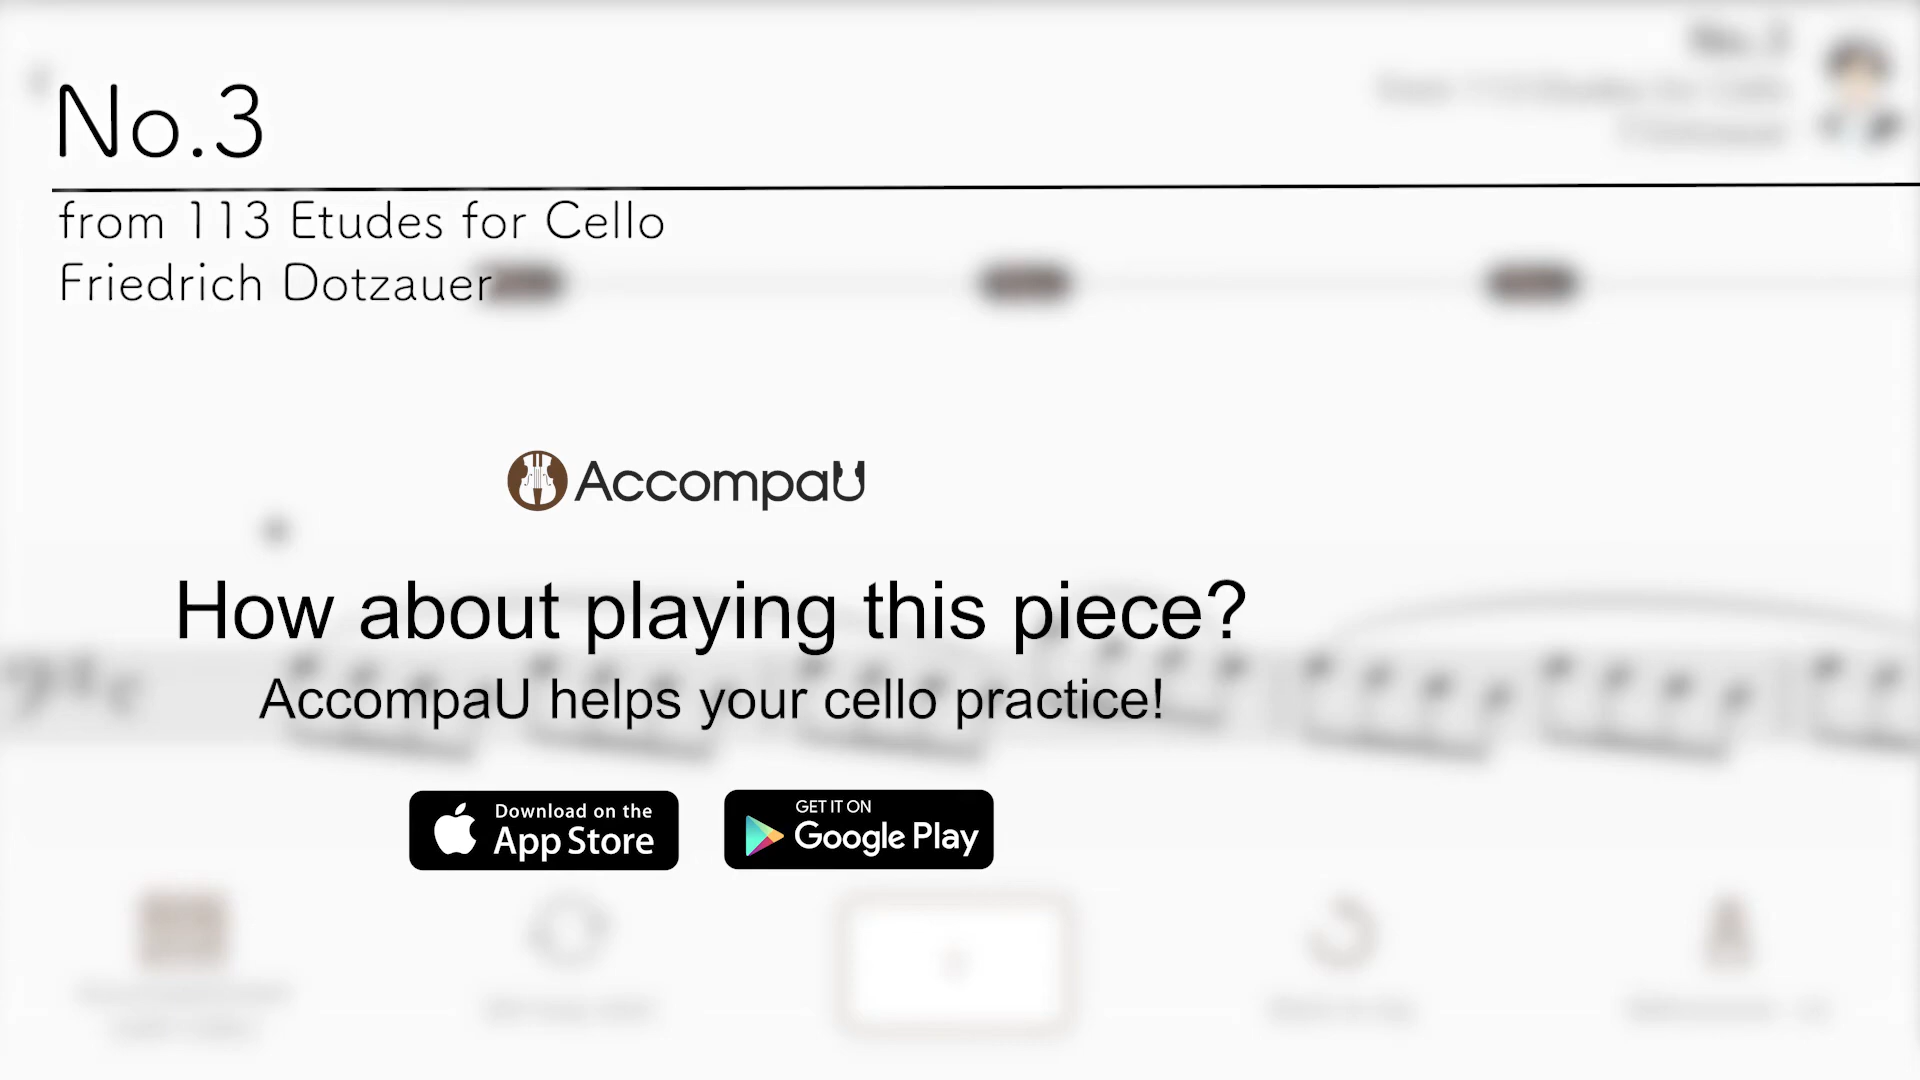 No.3
from 113 Etudes for Cello
Friedrich Dotzauer
AccompaU
How about playing this piece?
AccompaU helps your cello practice!
Download on the
App Store
GET IT ON
Google Play